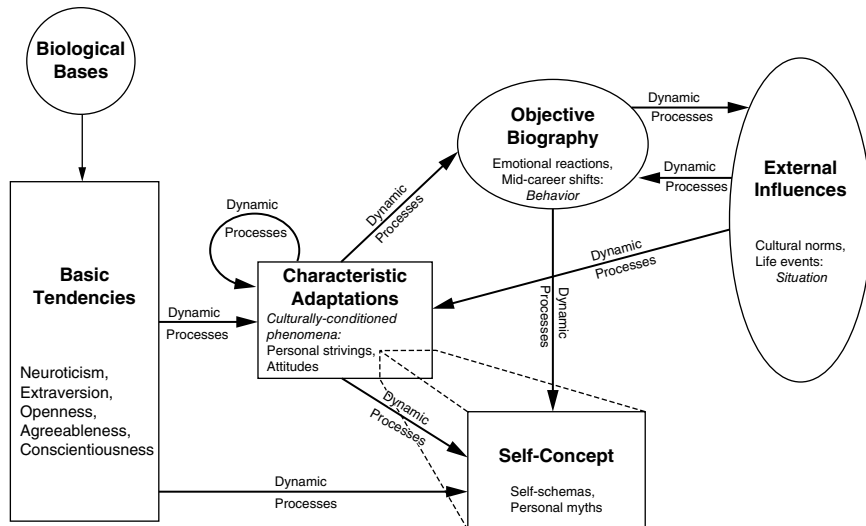 Biological
Bases
Basic
Tendencies
Neuroticism,
Extraversion,
Openness,
Agreeableness,
Conscientiousness
Dynamic
Processes
Dynamic
Processes
Characteristic
Adaptations
Culturally-conditioned
phenomena:
Personal strivings,
Attitudes
Dynamic
Processes
Objective
Biography
Emotional reactions,
Mid-career shifts:
Behavior
Dynamic
Processes
Dynamic
Processes
External
Influences
Cultural norms,
Life events:
Situation
Dynamic
Processes
Dynamic
Processes
Dynamic
Processes
Dynamic
Processes
Self-Concept
Self-schemas,
Personal myths